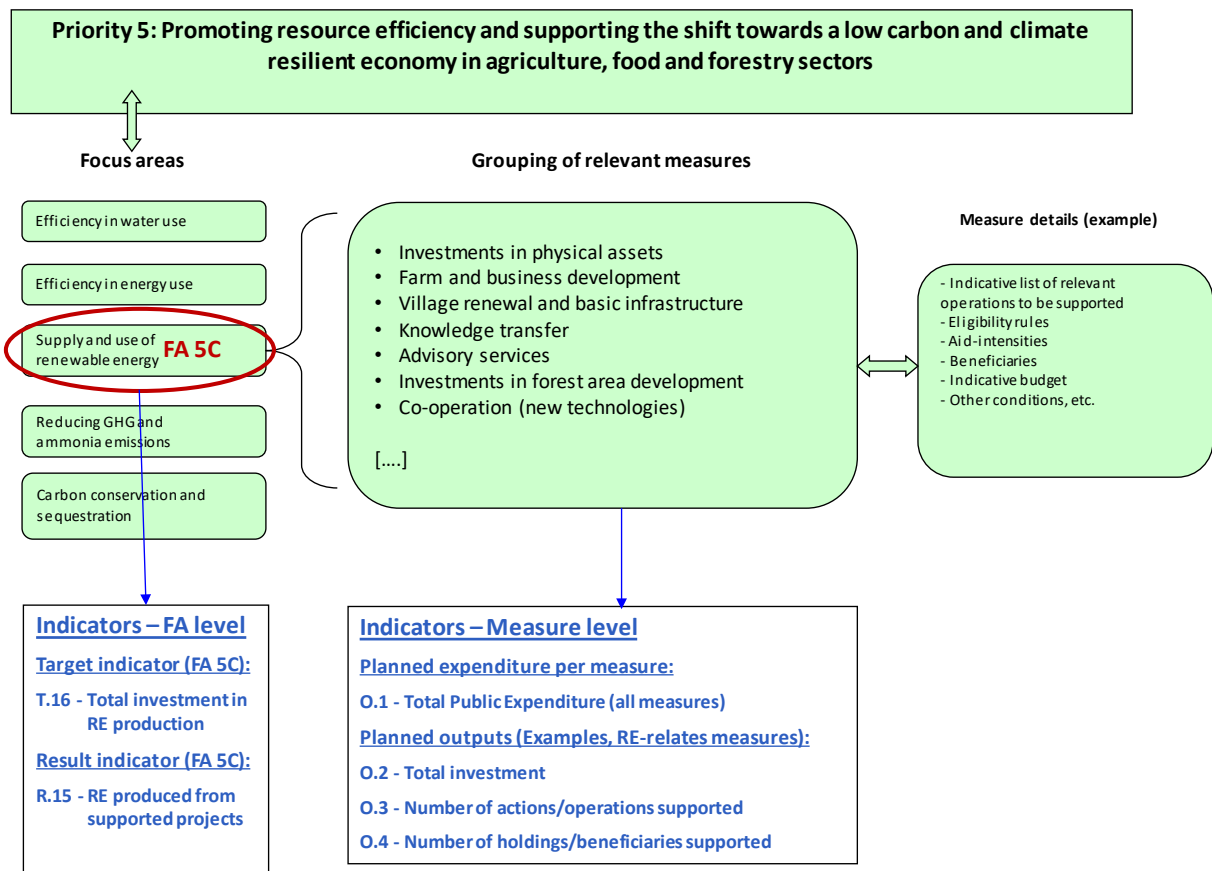 Priority 5: Promoting resource efficiency and supporting the shift towards a low carbon and climate
resilient economy in agriculture, food and forestry sectors
Focus areas
Grouping of relevant measures
Efficiency in water use
Efficiency in energy use
Supply and use of
renewable energy
FA 5C
Reducing GHG and
ammonia emissions
Carbon conservation and
sequestration
• Investments in physical assets
• Farm and business development
• Village renewal and basic infrastructure
• Knowledge transfer
• Advisory services
• Investments in forest area development
• Co-operation (new technologies)
[....]
Measure details (example)
- Indicative list of relevant
operations to be supported
- Eligibility rules
- Aid-intensities
- Beneficiaries
- Indicative budget
- Other conditions, etc.
Indicators – FA level
Target indicator (FA 5C):
T.16 - Total investment in
RE production
Result indicator (FA 5C):
R.15 - RE produced from
supported projects
Indicators – Measure level
Planned expenditure per measure:
O.1 - Total Public Expenditure (all measures)
Planned outputs (Examples, RE-relates measures):
O.2 - Total investment
O.3 - Number of actions/operations supported
O.4 - Number of holdings/beneficiaries supported